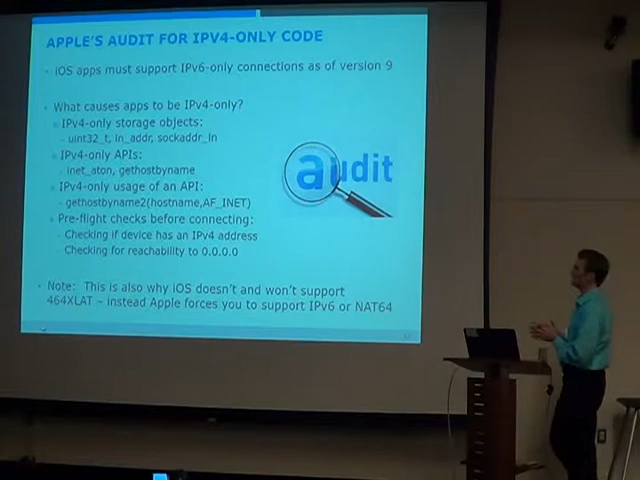 APPLE'S AUDIT FOR IPV4-ONLY CODE
iOS apps must support IPv6-only connections as of version 9
What causes apps to be IPv4-only?
IPv4-only storage objects:
– uint32_t, in_addr, sockaddr_in
IPv4-only APIs:
– inet_aton, gethostbyname
IPv4-only usage of an API:
– gethostbyname2(hostname,AF_INET)
Pre-flight checks before connecting:
– Checking if device has an IPv4 address
– Checking for reachability to 0.0.0.0
audit
Note: This is also why iOS doesn't and won't support
464XLAT – instead Apple forces you to support IPv6 or NAT64